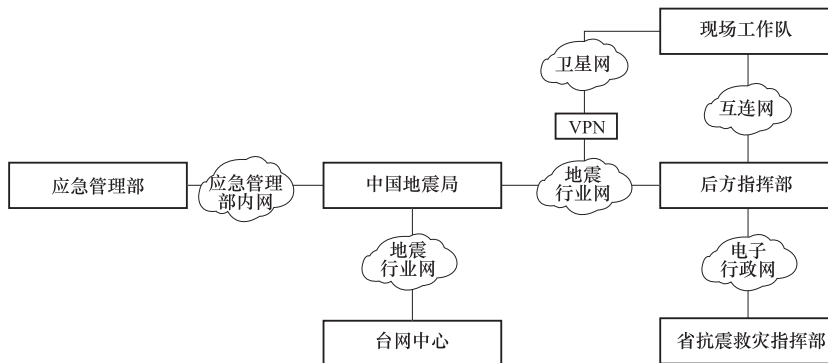 现场工作队
卫星网
互连网
VPN
应急管理部
应急管理
部内网
中国地震局
地震
行业网
后方指挥部
地震
行业网
电子
行政网
台网中心
省抗震救灾指挥部